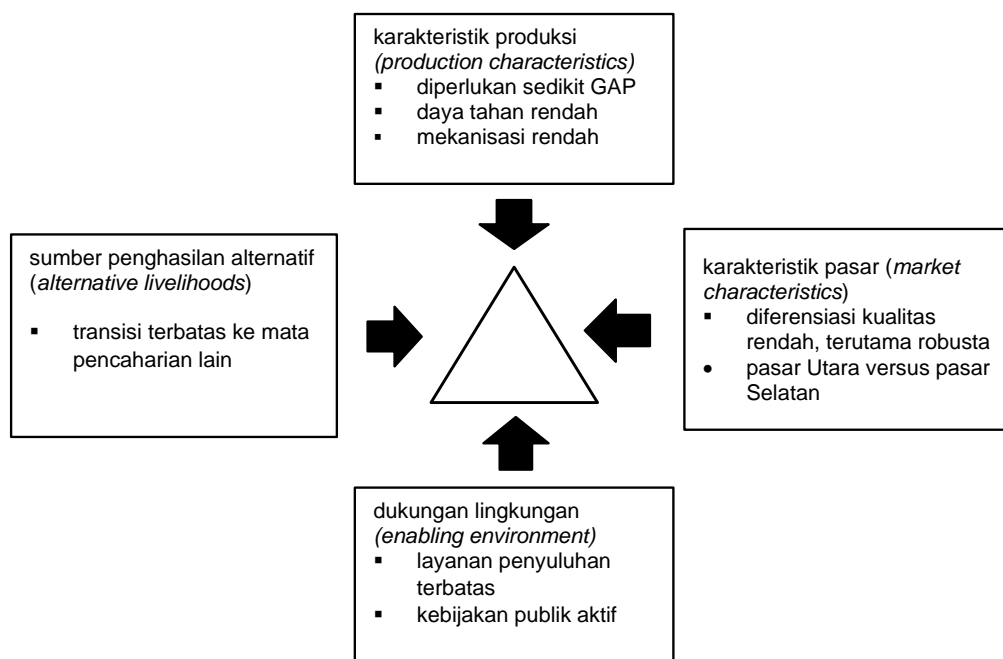 karakteristik produksi
(production characteristics)
▪ diperlukan sedikit GAP
▪ daya tahan rendah
▪ mekanisasi rendah
sumber penghasilan alternatif
(alternative livelihoods)
▪ transisi terbatas ke mata
pencaharian lain
karakteristik pasar (market
characteristics)
▪ diferensiasi kualitas
rendah, terutama robusta
● pasar Utara versus pasar
Selatan
dukungan lingkungan
(enabling environment)
▪ layanan penyuluhan
terbatas
▪ kebijakan publik aktif